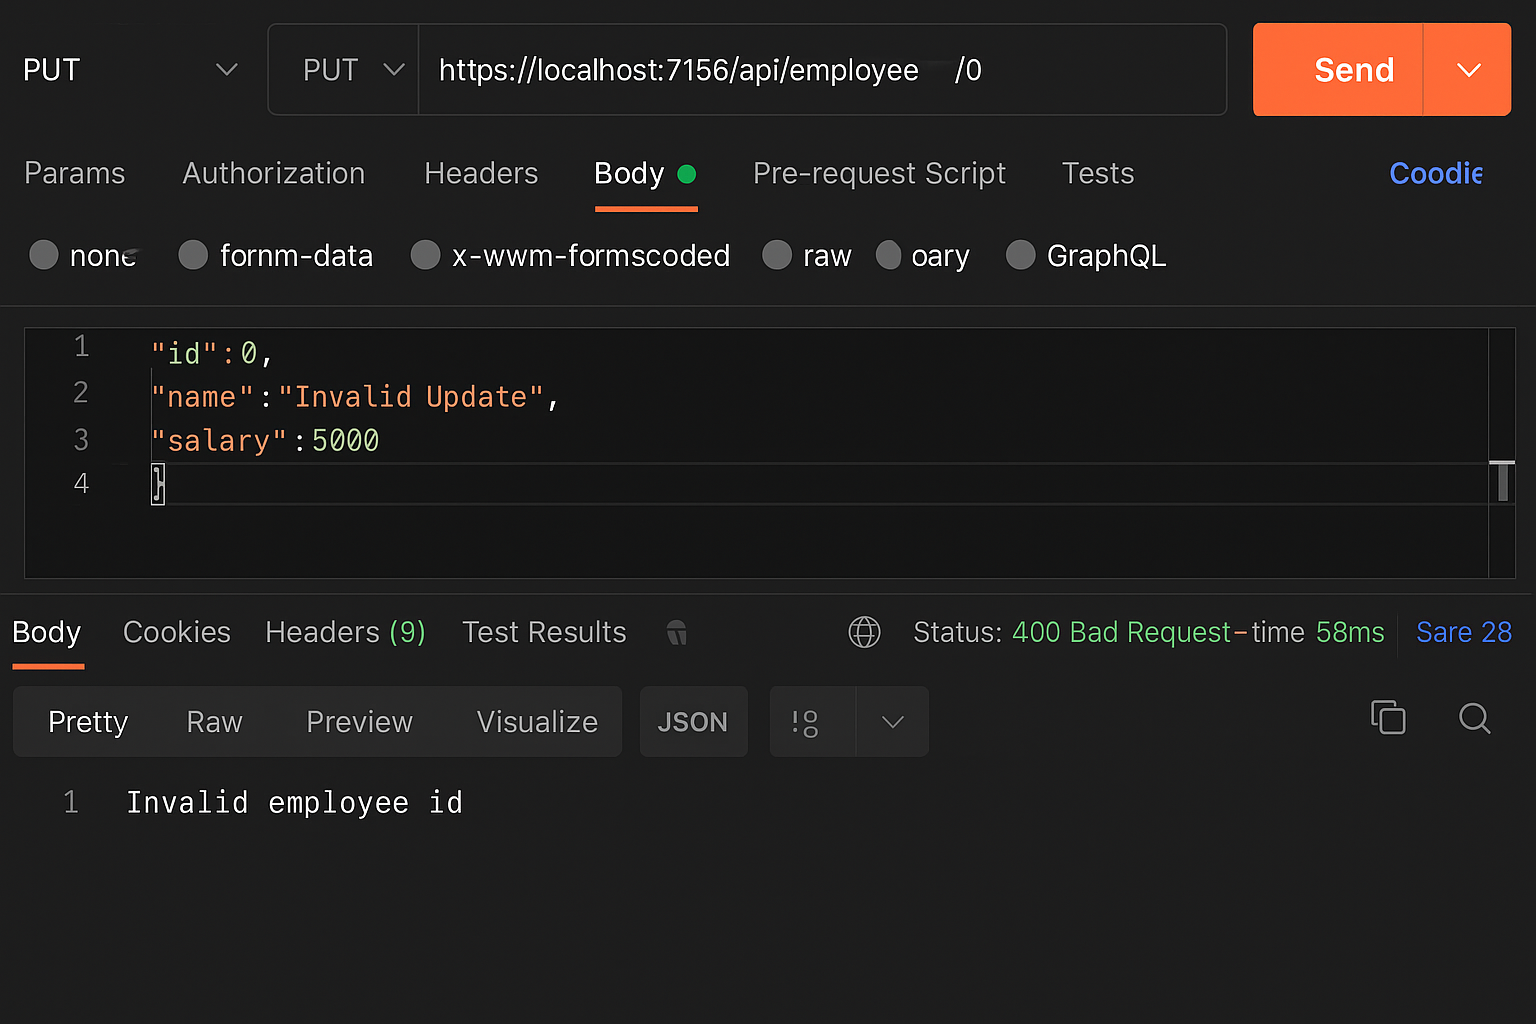 PUT PUT https://localhost:7156/api/employee /0 Send
Params Authorization Headers Body Pre-request Script Tests Coodie
none fornm-data x-wwm-formscoded raw oary GraphQL
1 "id":0,
2 "name":"Invalid Update",
3 "salary":5000
4 }
Body Cookies Headers (9) Test Results Status: 400 Bad Request–time 58ms Sare 28
Pretty Raw Preview Visualize JSON
1 Invalid employee id